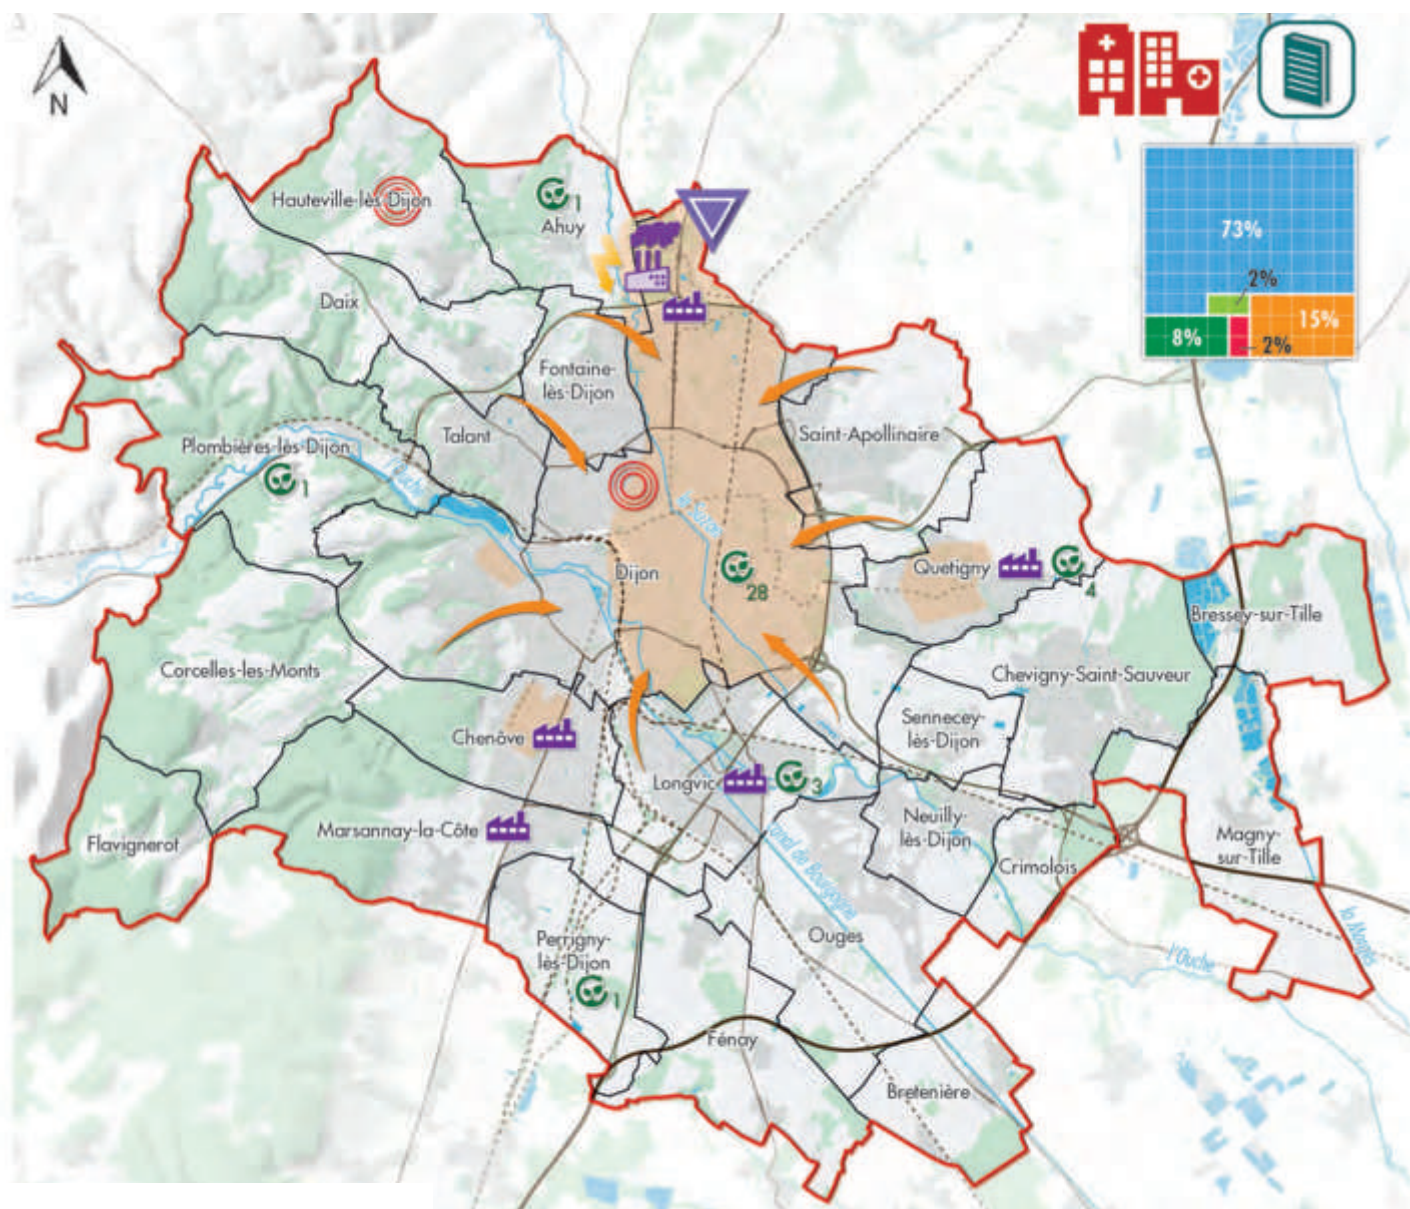 N
Hauteville-lès Dijon
1
Ahuy
73%
2%
15%
8%
2%
Daix
Fontaine-
lès-Dijon
Talant
Saint-Apollinaire
Plombières-lès-Dijon
1
l'Ouche
le Suzon
Dijon
28
Quetigny
4
Bressey-sur-Tille
Corcelles-les-Monts
Chevigny-Saint-Sauveur
Sennecey-
lès-Dijon
Chenôve
Longvic
3
Marsannay-la-Côte
Flavignerot
Neuilly-
lès-Dijon
Magny-
sur-Tille
Crimolois
canal de Bourgogne
Ouges
Perrigny-
lès-Dijon
1
l'Ouche
la Norges
Fénay
Bretenière